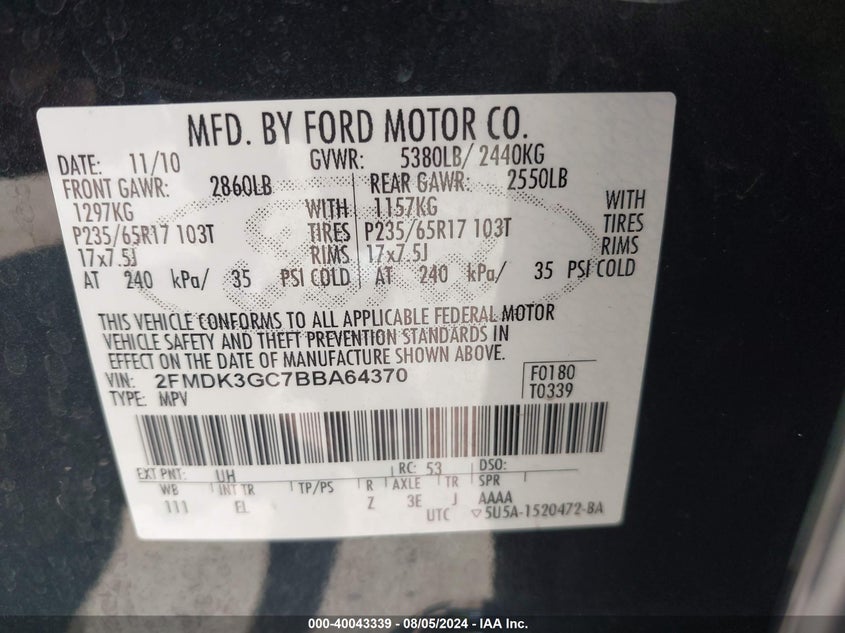 MFD. BY FORD MOTOR CO.
DATE: 11/10 GVWR: 5380LB/ 2440KG
FRONT GAWR: 2860LB REAR GAWR: 2550LB
1297KG WITH 1157KG WITH
P235/65R17 103T TIRES P235/65R17 103T TIRES
17x7.5J RIMS 17x7.5J RIMS
AT 240 kPa/ 35 PSI COLD AT 240 kPa/ 35 PSI COLD
THIS VEHICLE CONFORMS TO ALL APPLICABLE FEDERAL MOTOR
VEHICLE SAFETY AND THEFT PREVENTION STANDARDS IN
EFFECT ON THE DATE OF MANUFACTURE SHOWN ABOVE.
VIN: 2FMDK3GC7BBA64370 F0180
TYPE: MPV T0339
EXT PNT: UH RC: 53 DSO:
WB INT TR TP/PS R AXLE TR SPR
111 EL Z 3E J AAAA
UTC ▽5U5A-1520472-BA
000-40043339 - 08/05/2024 - IAA Inc.